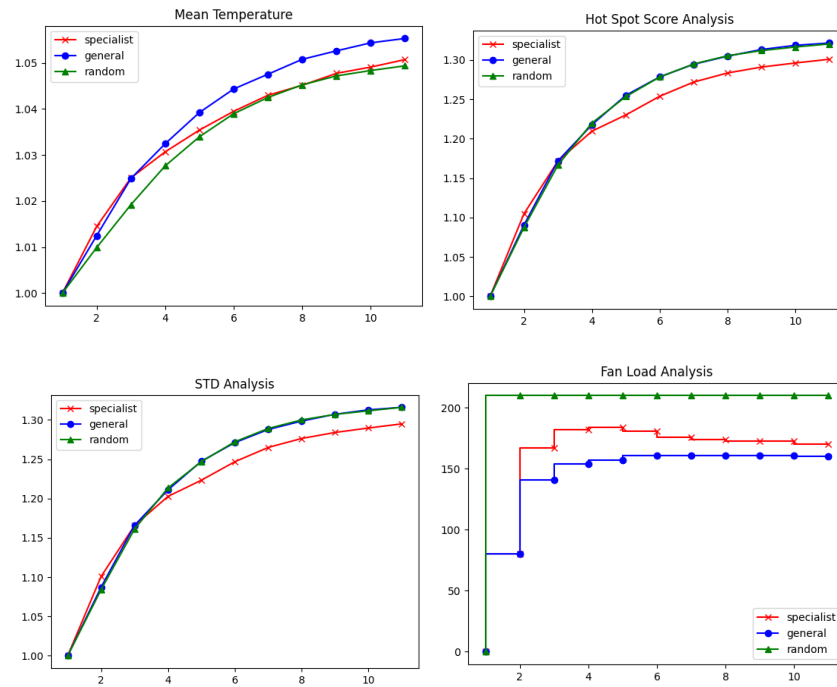 Mean Temperature
specialist
general
random
1.05
1.04
1.03
1.02
1.01
1.00
2 4 6 8 10
Hot Spot Score Analysis
specialist
general
random
1.30
1.25
1.20
1.15
1.10
1.05
1.00
2 4 6 8 10
STD Analysis
specialist
general
random
1.30
1.25
1.20
1.15
1.10
1.05
1.00
2 4 6 8 10
Fan Load Analysis
200
150
100
50
0
specialist
general
random
2 4 6 8 10